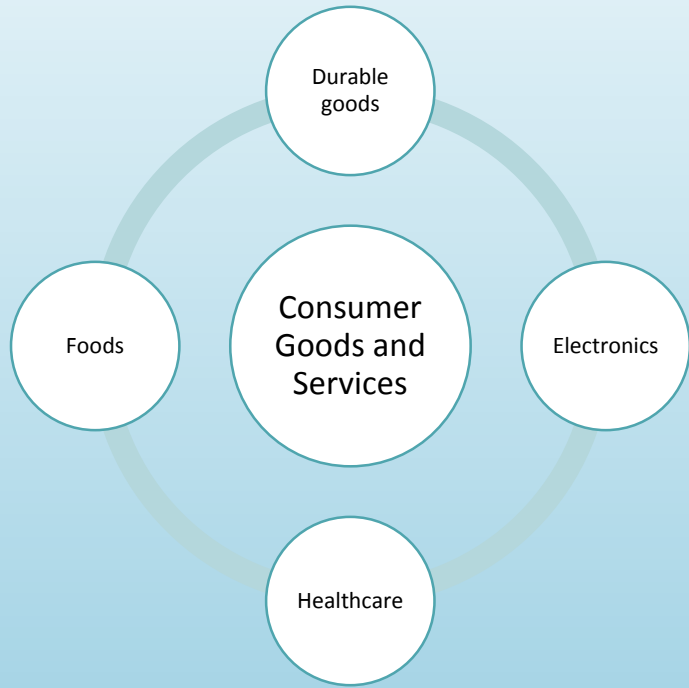 Durable
goods
Foods
Consumer
Goods and
Services
Electronics
Healthcare